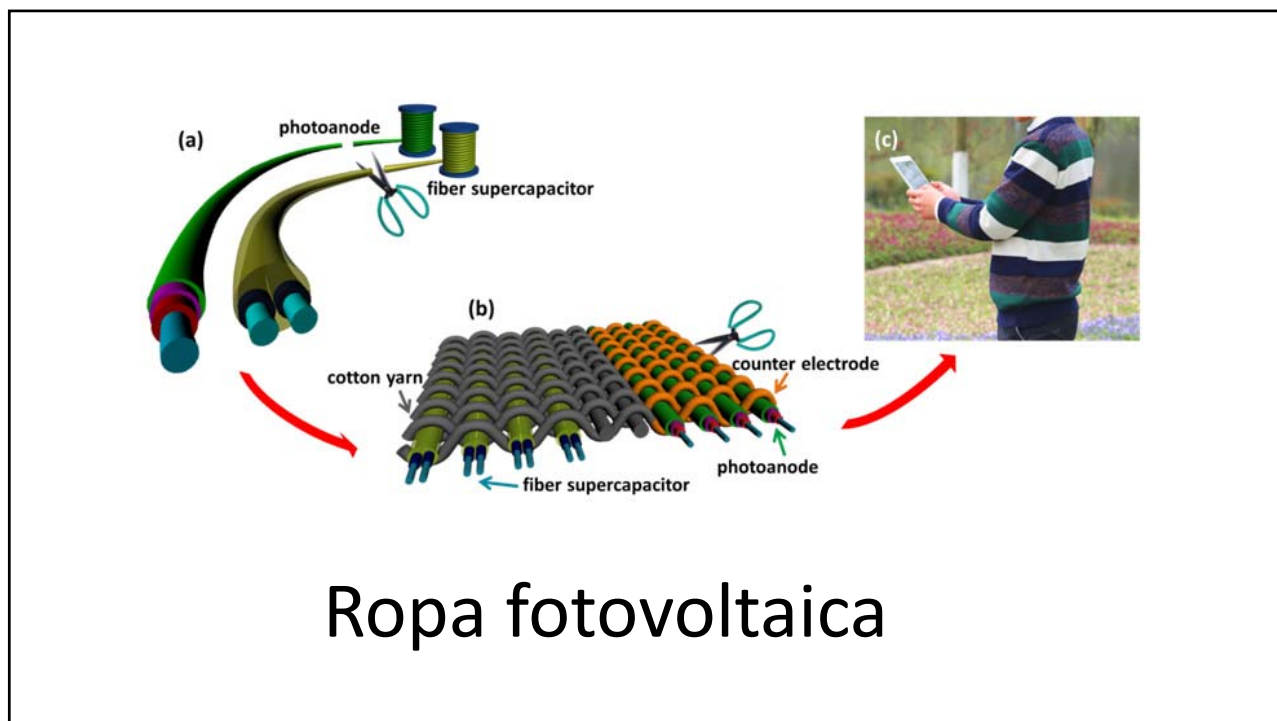 (a)
photoanode
fiber supercapacitor
(b)
cotton yarn
counter electrode
photoanode
fiber supercapacitor
(c)
Ropa fotovoltaica